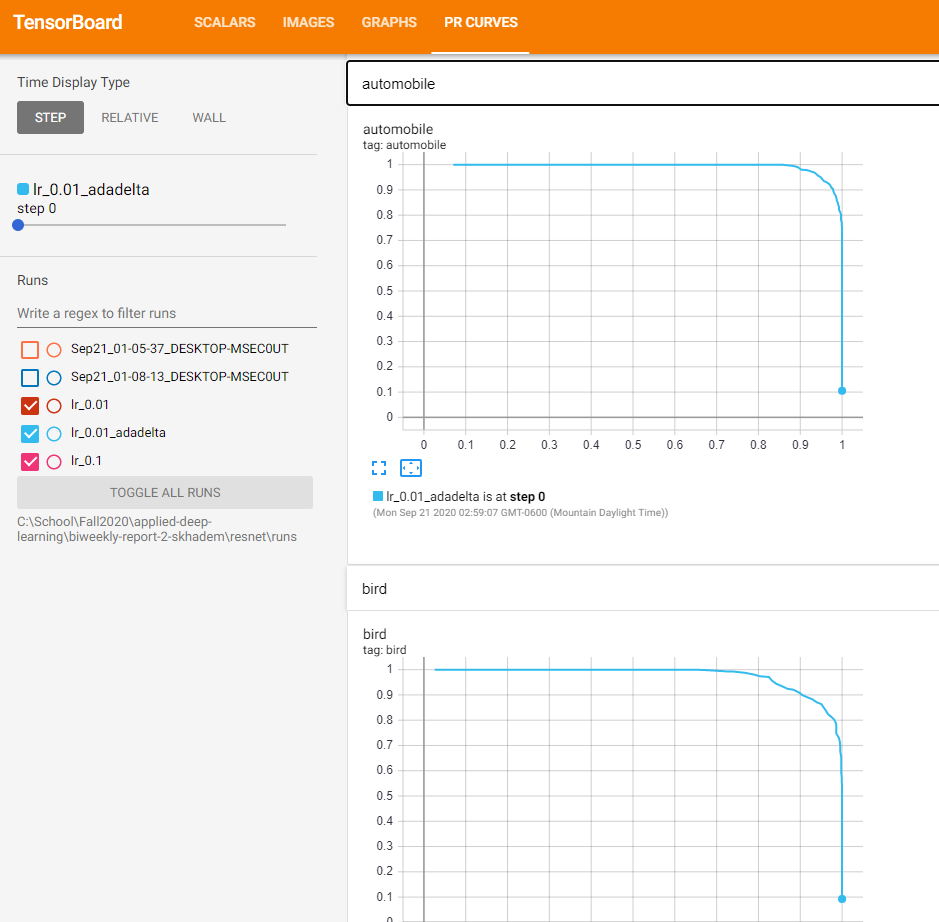 TensorBoard SCALARS IMAGES GRAPHS PR CURVES
Time Display Type
STEP RELATIVE WALL
lr_0.01_adadelta
step 0
Runs
Write a regex to filter runs
Sep21_01-05-37_DESKTOP-MSEC0UT
Sep21_01-08-13_DESKTOP-MSEC0UT
lr_0.01
lr_0.01_adadelta
lr_0.1
TOGGLE ALL RUNS
C:\School\Fall2020\applied-deep-
learning\biweekly-report-2-skhadem\resnet\runs
automobile
automobile
tag: automobile
1
0.9
0.8
0.7
0.6
0.5
0.4
0.3
0.2
0.1
0
0 0.1 0.2 0.3 0.4 0.5 0.6 0.7 0.8 0.9 1
lr_0.01_adadelta is at step 0
(Mon Sep 21 2020 02:59:07 GMT-0600 (Mountain Daylight Time))
bird
bird
tag: bird
1
0.9
0.8
0.7
0.6
0.5
0.4
0.3
0.2
0.1
0